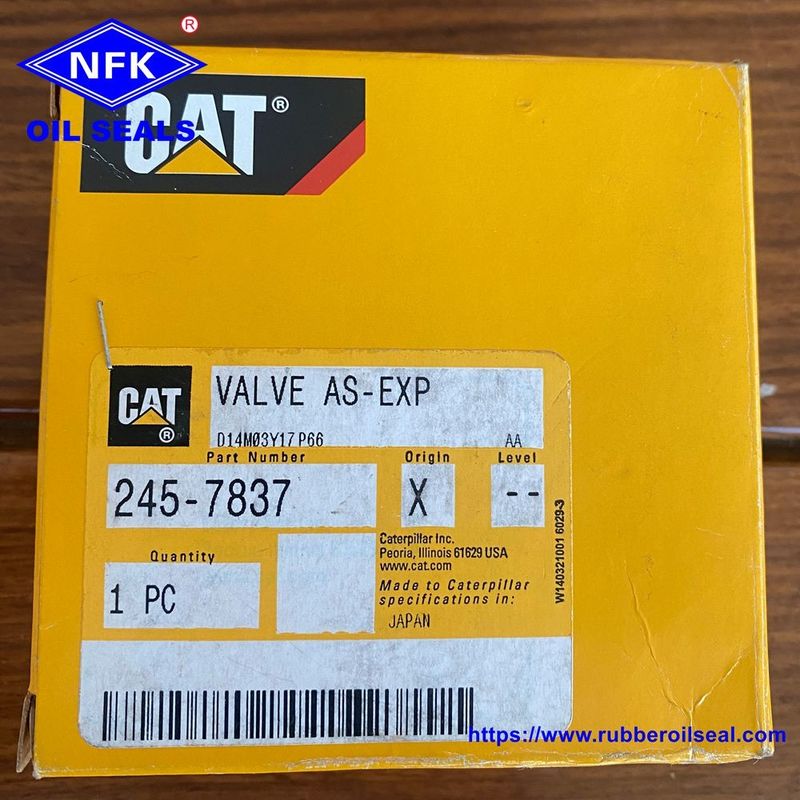 NFK
®
OIL SEALS
CAT®
CAT
®
VALVE AS-EXP
D14M03Y17P66 AA
Part Number Origin Level
245-7837 X --
Caterpillar Inc.
Peoria, Illinois 61629 USA
www.cat.com
Quantity
1 PC
Made to Caterpillar
specifications in:
JAPAN
W140321001 6029-3
https://www.rubberoilseal.com